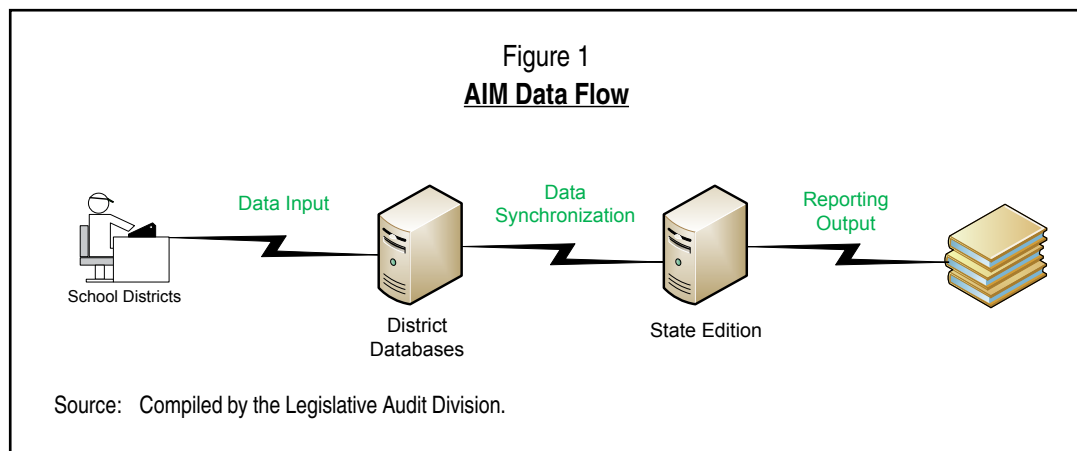 Figure 1
AIM Data Flow
Data Input
Data
Synchronization
Reporting
Output
School Districts
District
Databases
State Edition
Source: Compiled by the Legislative Audit Division.